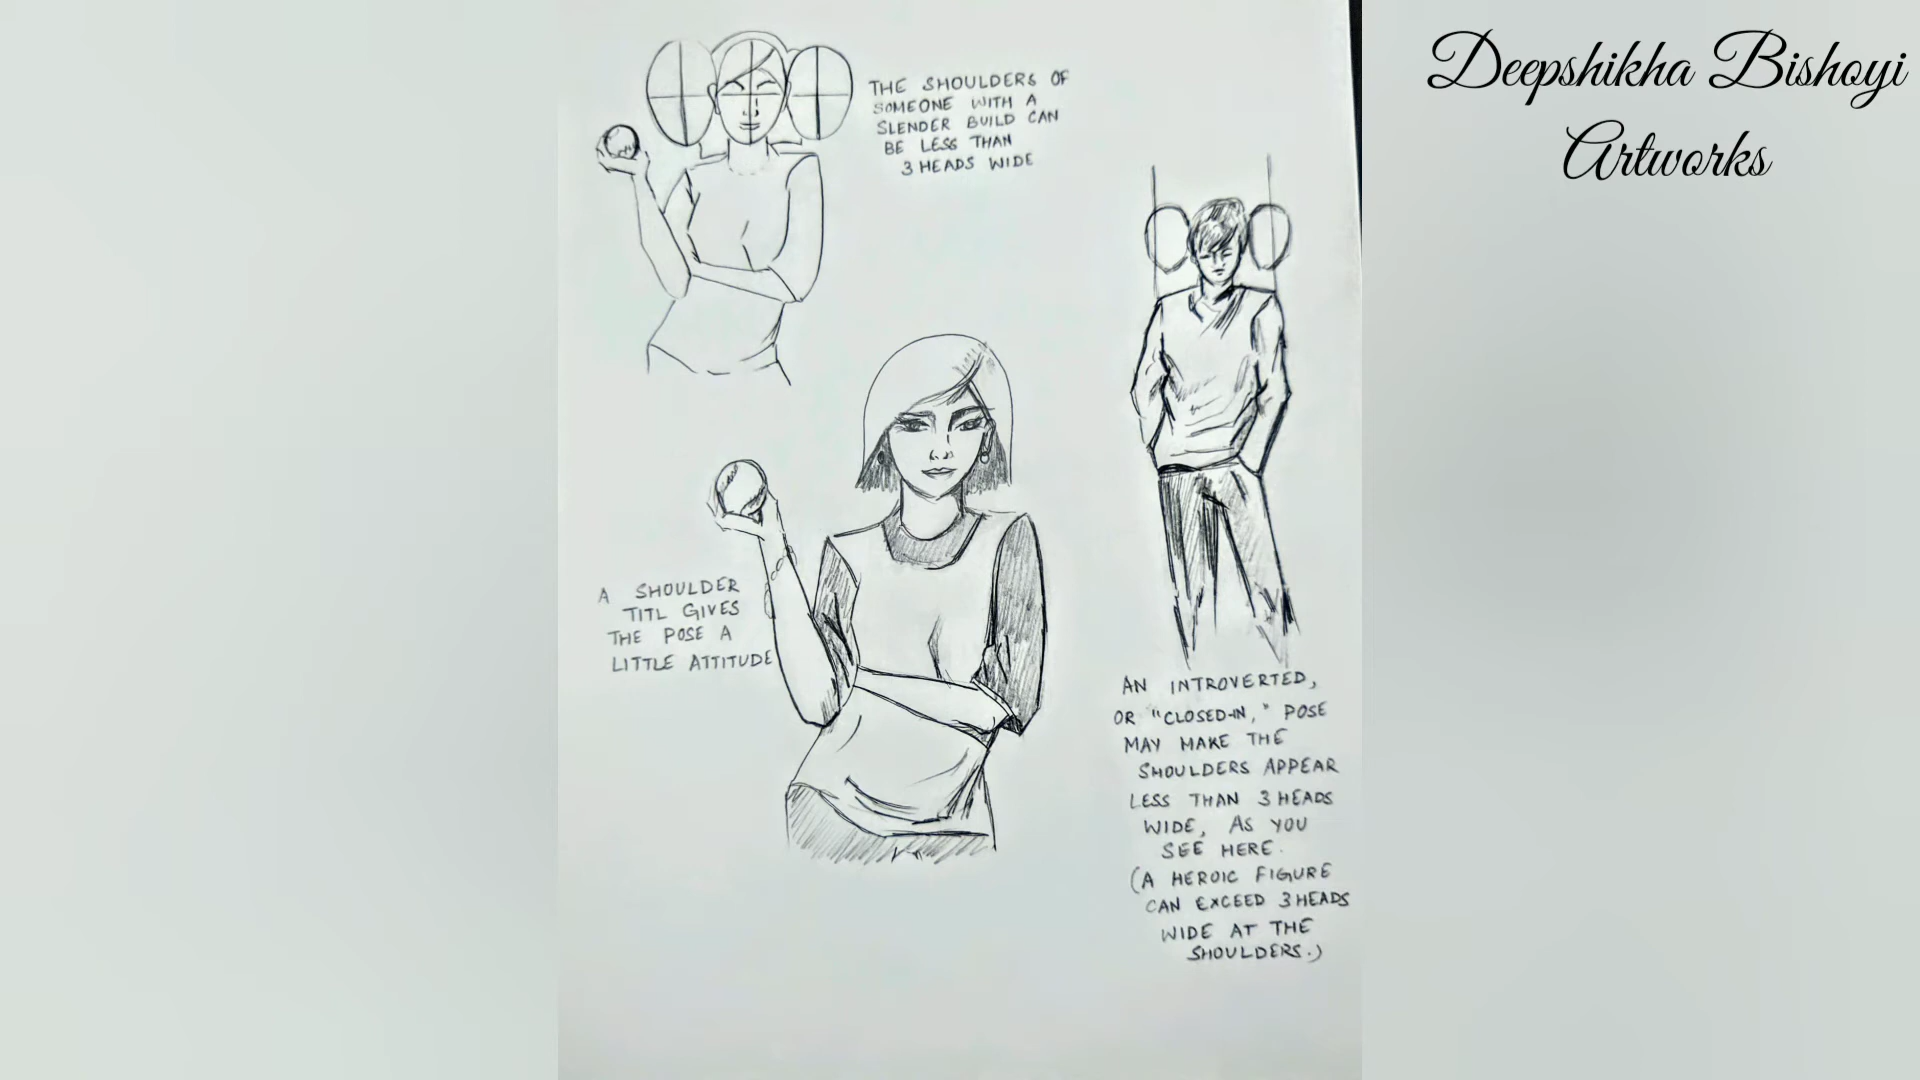 Deepshikha Bishoyi
Artworks
THE SHOULDERS OF
SOMEONE WITH A
SLENDER BUILD CAN
BE LESS THAN
3 HEADS WIDE
A SHOULDER
TITL GIVES
THE POSE A
LITTLE ATTITUDE
AN INTROVERTED,
OR "CLOSED-IN," POSE
MAY MAKE THE
SHOULDERS APPEAR
LESS THAN 3 HEADS
WIDE, AS YOU
SEE HERE.
(A HEROIC FIGURE
CAN EXCEED 3 HEADS
WIDE AT THE
SHOULDERS.)